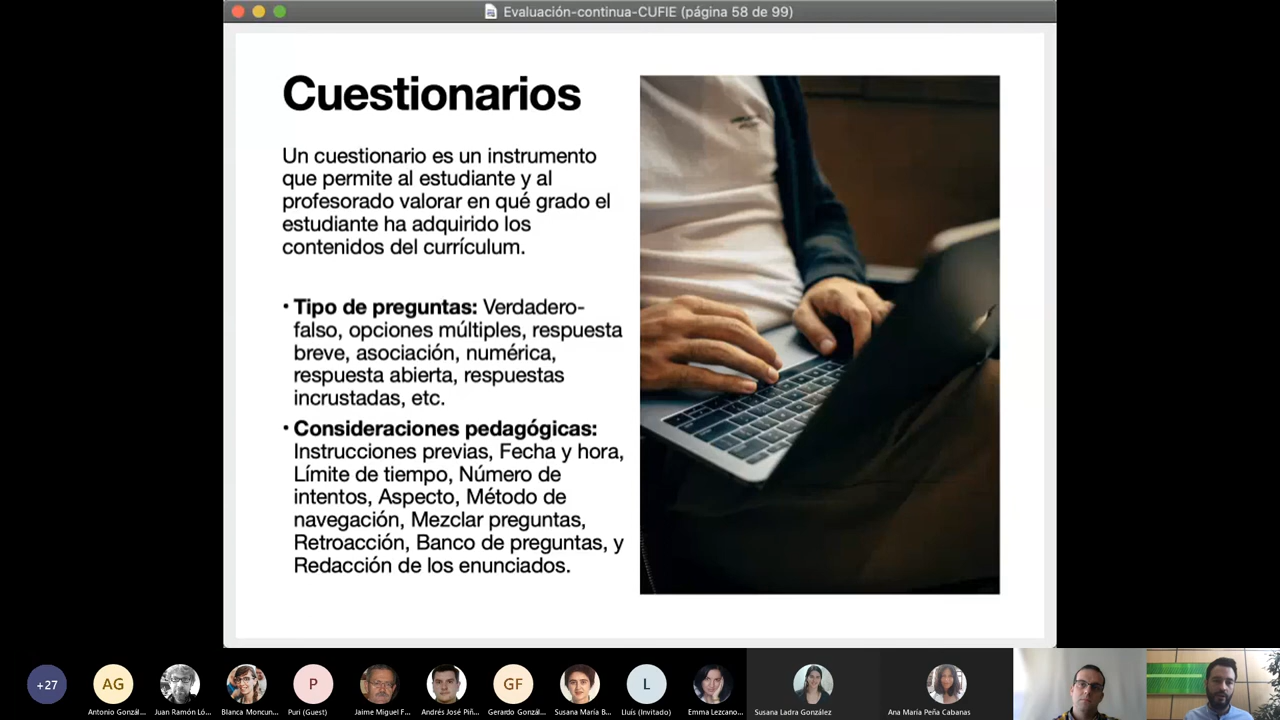 Evaluación-continua-CUFIE (página 58 de 99)
Cuestionarios
Un cuestionario es un instrumento
que permite al estudiante y al
profesorado valorar en qué grado el
estudiante ha adquirido los
contenidos del currículum.
• Tipo de preguntas: Verdadero-
falso, opciones múltiples, respuesta
breve, asociación, numérica,
respuesta abierta, respuestas
incrustadas, etc.
• Consideraciones pedagógicas:
Instrucciones previas, Fecha y hora,
Límite de tiempo, Número de
intentos, Aspecto, Método de
navegación, Mezclar preguntas,
Retroacción, Banco de preguntas, y
Redacción de los enunciados.
+27
AG
P
GF
L
Antonio Gonzál...
Juan Ramón Ló...
Blanca Moncun...
Puri (Guest)
Jaime Miguel F...
Andrés José Piñ...
Gerardo Gonzál...
Susana María B...
Lluís (Invitado)
Emma Lezcano...
Susana Ladra González
Ana María Peña Cabanas